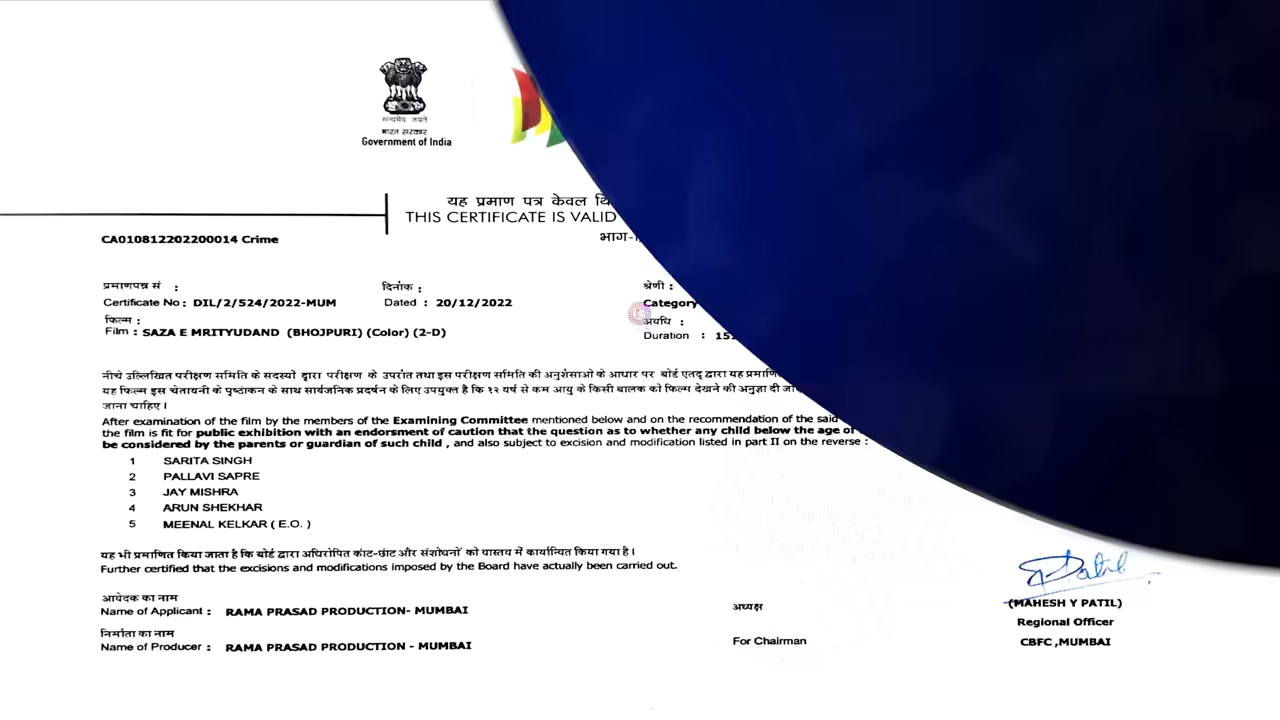 सत्यमेव जयते
भारत सरकार
Government of India
यह प्रमाण पत्र केवल
THIS CERTIFICATE IS VALID
भाग-
CA010812202200014 Crime
प्रमाणपत्र सं :
दिनांक :
श्रेणी :
Certificate No : DIL/2/524/2022-MUM
Dated : 20/12/2022
Category
फिल्म :
Film : SAZA E MRITYUDAND (BHOJPURI) (Color) (2-D)
अवधि :
Duration : 15
नीचे उल्लिखित परीक्षण समिति के सदस्यो द्वारा परीक्षण के उपरांत तथा इस परीक्षण समिति की अनुशंसाओ के आधार पर बोर्ड एतद् द्वारा यह
यह फिल्म इस चेतावनी के पृष्ठांकन के साथ सार्वजनिक प्रदर्शन के लिए उपयुक्त है कि १२ वर्ष से कम आयु के किसी बालक को फिल्म देखने की अनुज्ञा दी
जाना चाहिए ।
After examination of the film by the members of the Examining Committee mentioned below and on the recommendation of the said
the film is fit for public exhibition with an endorsment of caution that the question as to whether any child below the age of
be considered by the parents or guardian of such child , and also subject to excision and modification listed in part II on the reverse :
1 SARITA SINGH
2 PALLAVI SAPRE
3 JAY MISHRA
4 ARUN SHEKHAR
5 MEENAL KELKAR ( E.O. )
यह भी प्रमाणित किया जाता है कि बोर्ड द्वारा अधिरोपित कांट-छांट और संशोधनों को वास्तव में कार्यान्वित किया गया है ।
Further certified that the excisions and modifications imposed by the Board have actually been carried out.
आवेदक का नाम
Name of Applicant : RAMA PRASAD PRODUCTION- MUMBAI
निर्माता का नाम
Name of Producer : RAMA PRASAD PRODUCTION - MUMBAI
अध्यक्ष
For Chairman
Patil
(MAHESH Y PATIL)
Regional Officer
CBFC ,MUMBAI